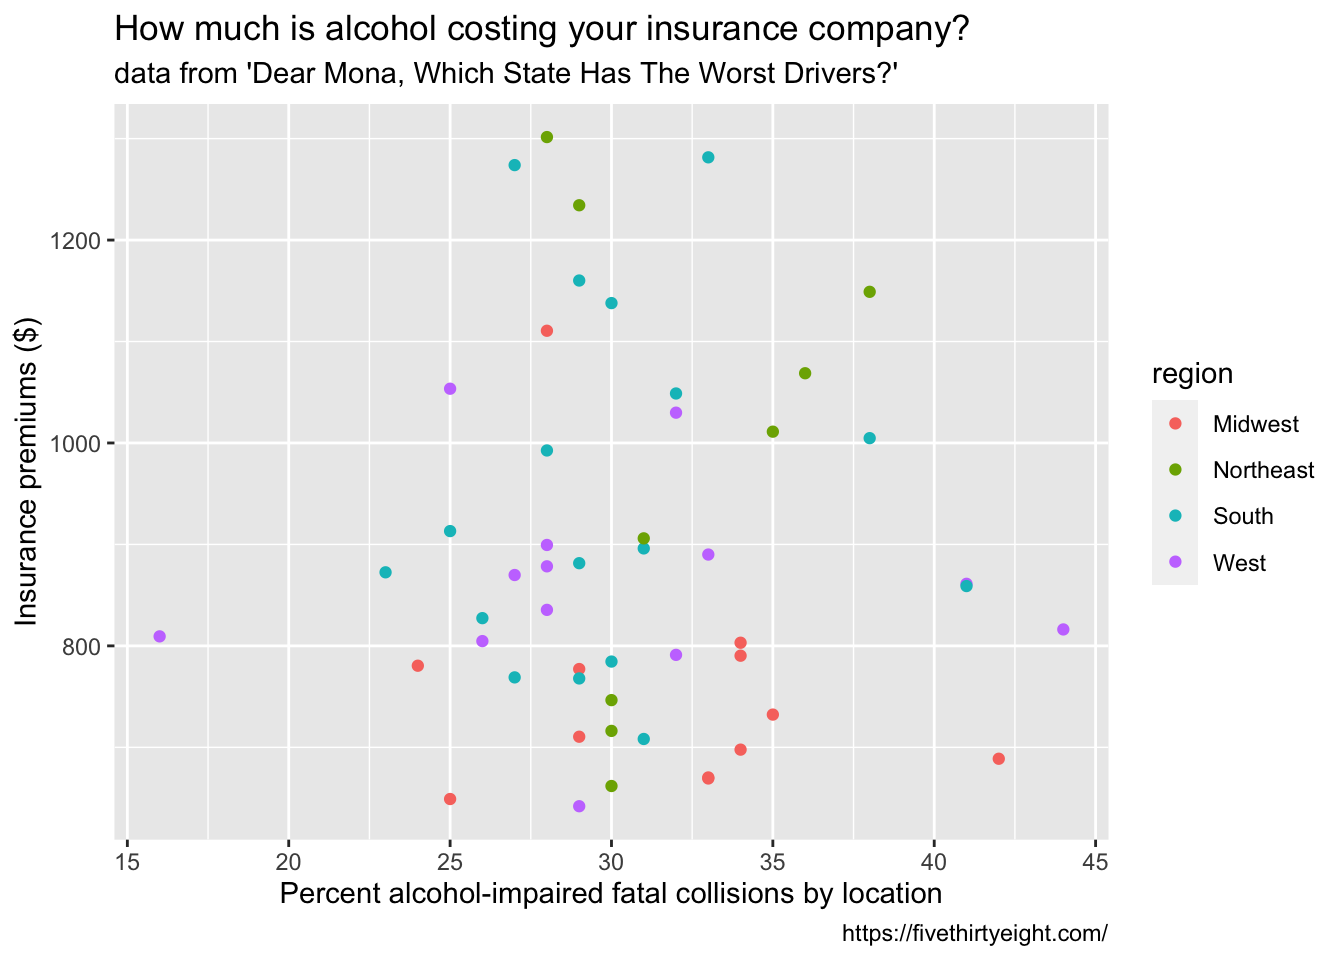 How much is alcohol costing your insurance company?
data from 'Dear Mona, Which State Has The Worst Drivers?'
Insurance premiums ($)
1200
1000
800
15 20 25 30 35 40 45
Percent alcohol-impaired fatal collisions by location
region
Midwest
Northeast
South
West
https://fivethirtyeight.com/